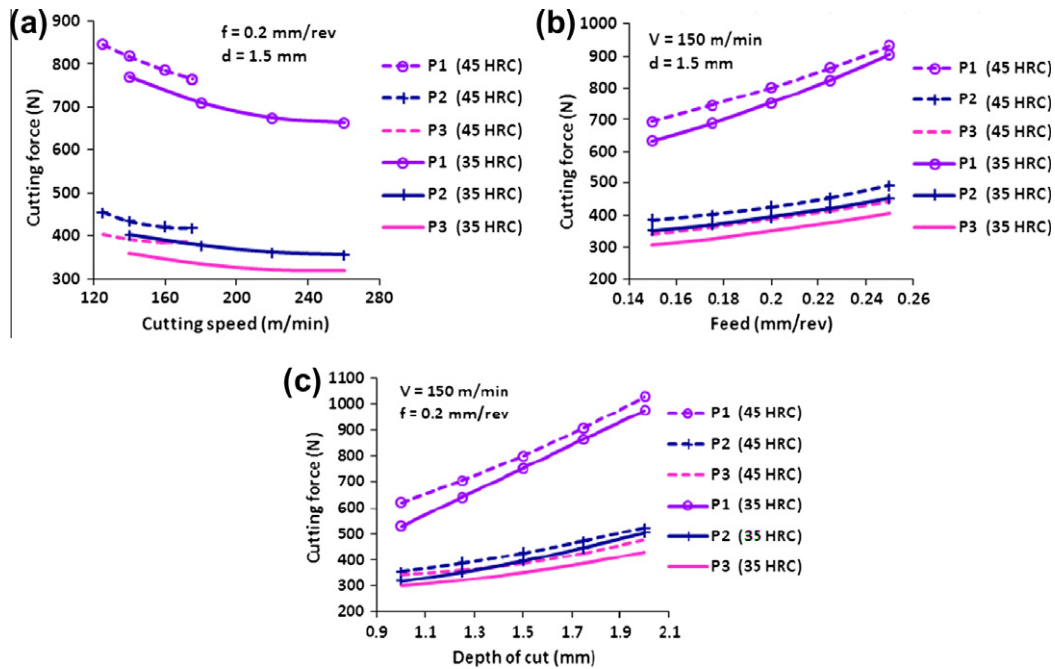 (a)
900
800
700
600
500
400
300
120
160
200
240
280
Cutting force (N)
Cutting speed (m/min)
f = 0.2 mm/rev
d = 1.5 mm
P1 (45 HRC)
P2 (45 HRC)
P3 (45 HRC)
P1 (35 HRC)
P2 (35 HRC)
P3 (35 HRC)
(b)
1000
900
800
700
600
500
400
300
200
0.14
0.16
0.18
0.2
0.22
0.24
0.26
Cutting force (N)
Feed (mm/rev)
V = 150 m/min
d = 1.5 mm
P1 (45 HRC)
P2 (45 HRC)
P3 (45 HRC)
P1 (35 HRC)
P2 (35 HRC)
P3 (35 HRC)
(c)
1100
1000
900
800
700
600
500
400
300
200
0.9
1.1
1.3
1.5
1.7
1.9
2.1
Cutting force (N)
Depth of cut (mm)
V = 150 m/min
f = 0.2 mm/rev
P1 (45 HRC)
P2 (45 HRC)
P3 (45 HRC)
P1 (35 HRC)
P2 (35 HRC)
P3 (35 HRC)